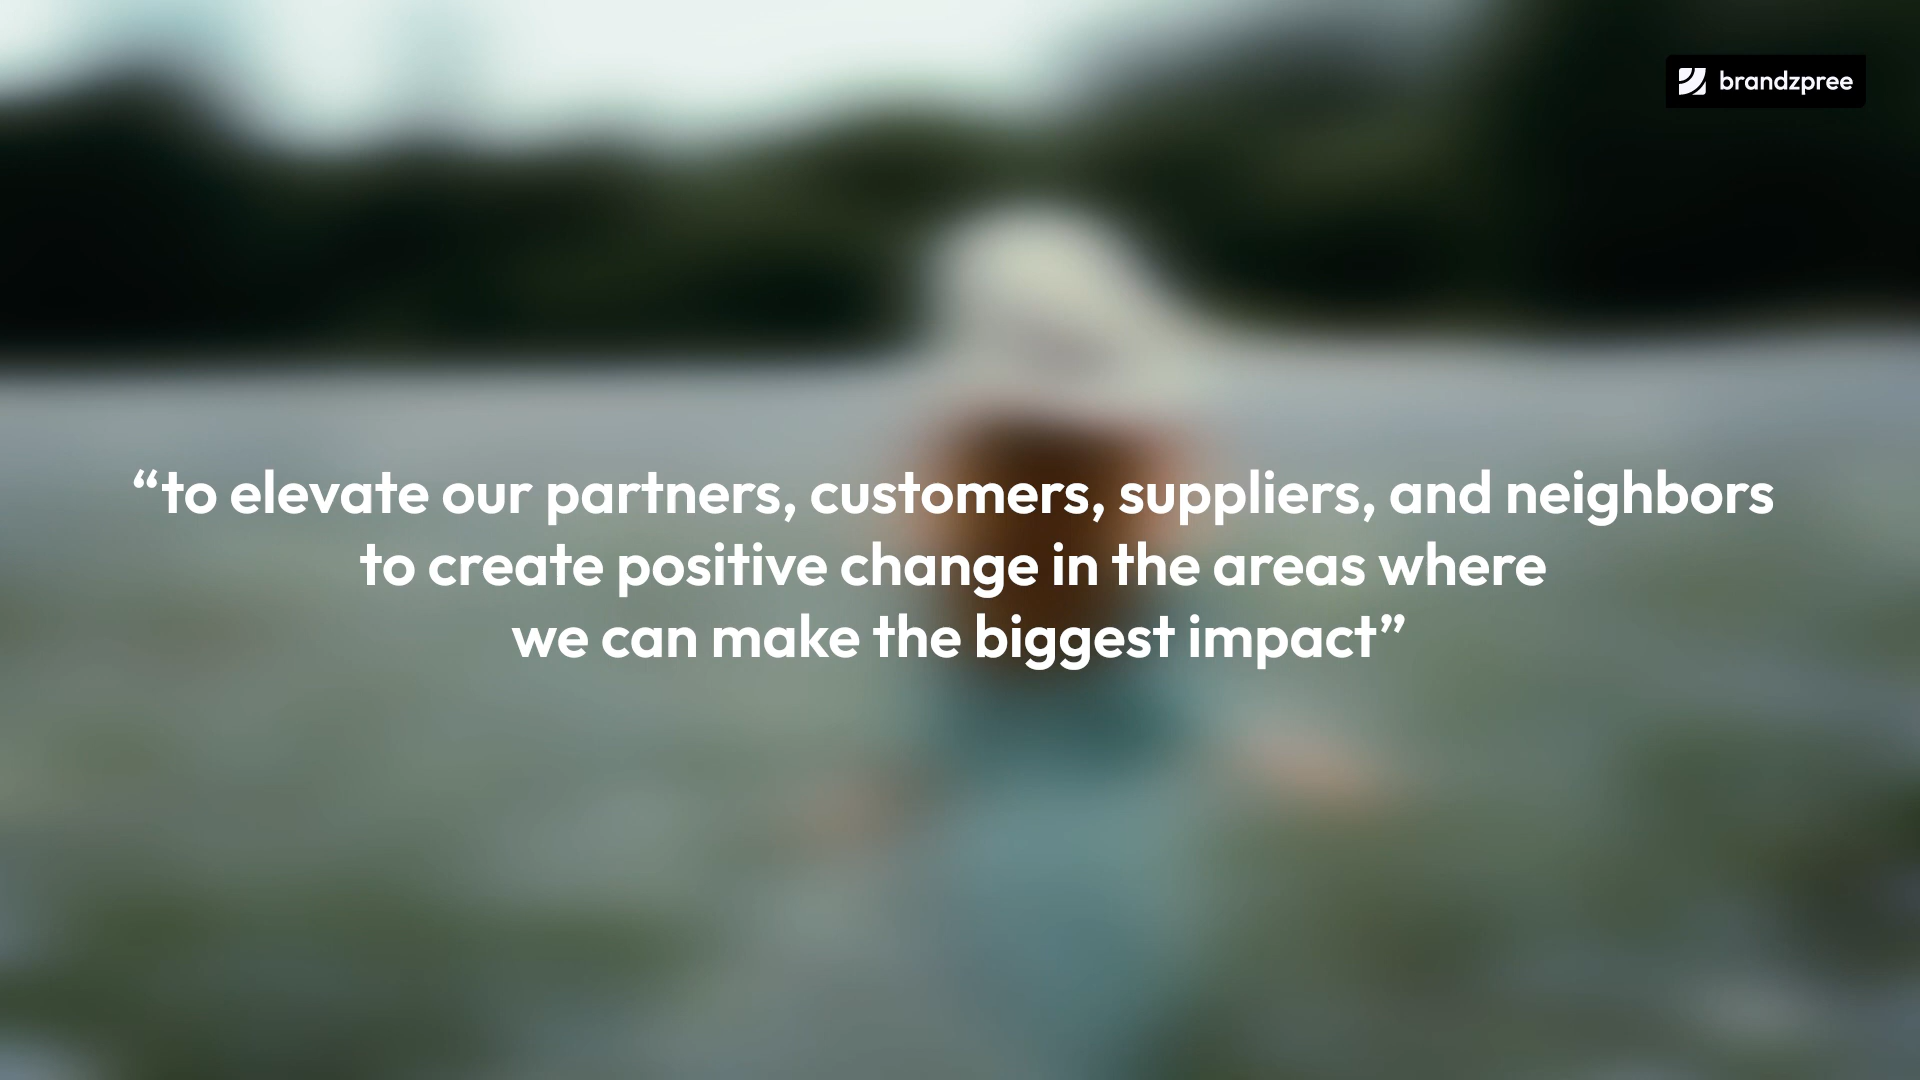 brandzpree
“to elevate our partners, customers, suppliers, and neighbors
to create positive change in the areas where
we can make the biggest impact”